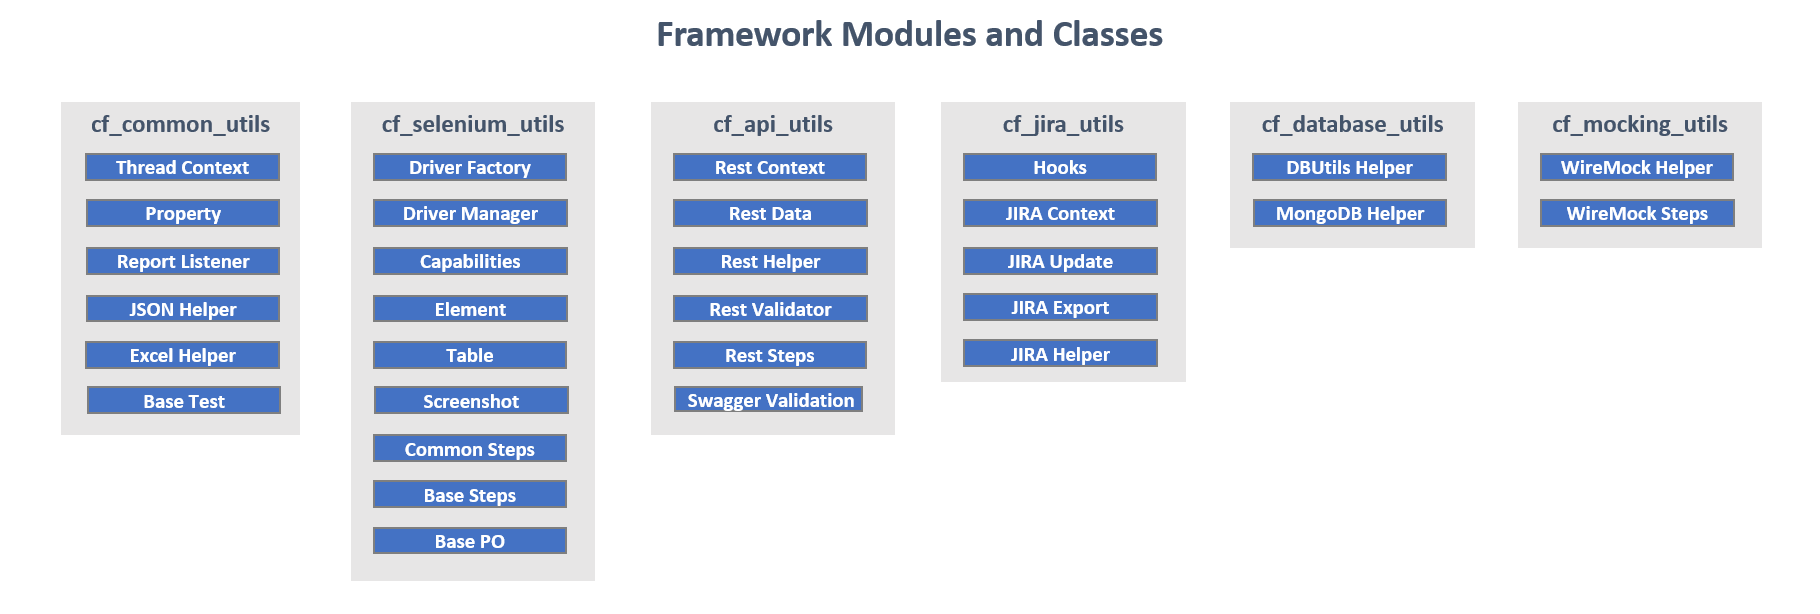 Framework Modules and Classes
cf_common_utils
Thread Context
Property
Report Listener
JSON Helper
Excel Helper
Base Test
cf_selenium_utils
Driver Factory
Driver Manager
Capabilities
Element
Table
Screenshot
Common Steps
Base Steps
Base PO
cf_api_utils
Rest Context
Rest Data
Rest Helper
Rest Validator
Rest Steps
Swagger Validation
cf_jira_utils
Hooks
JIRA Context
JIRA Update
JIRA Export
JIRA Helper
cf_database_utils
DBUtils Helper
MongoDB Helper
cf_mocking_utils
WireMock Helper
WireMock Steps